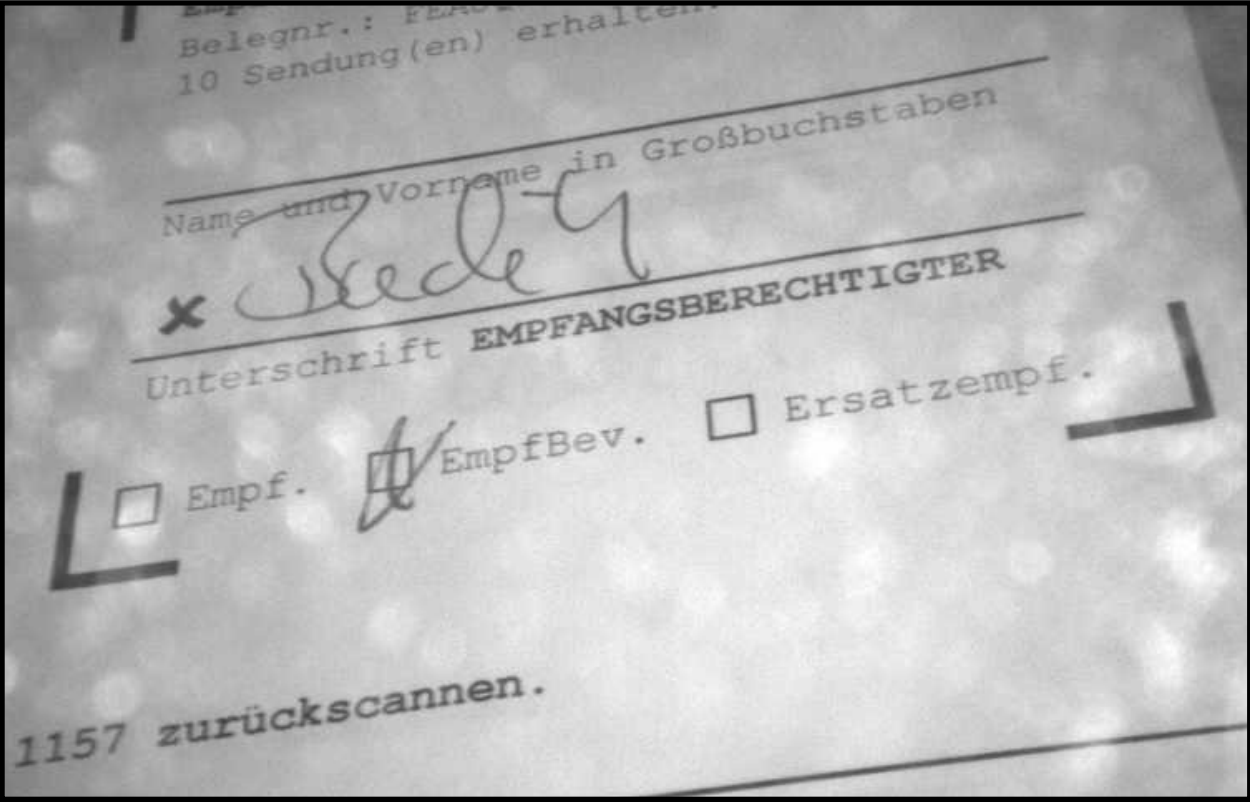 Belegnr.:
10 Sendung(en) erhalten.
Name und Vorname in Großbuchstaben
x
Unterschrift EMPFANGSBERECHTIGTER
Empf. EmpfBev. Ersatzempf.
1157 zurückscannen.